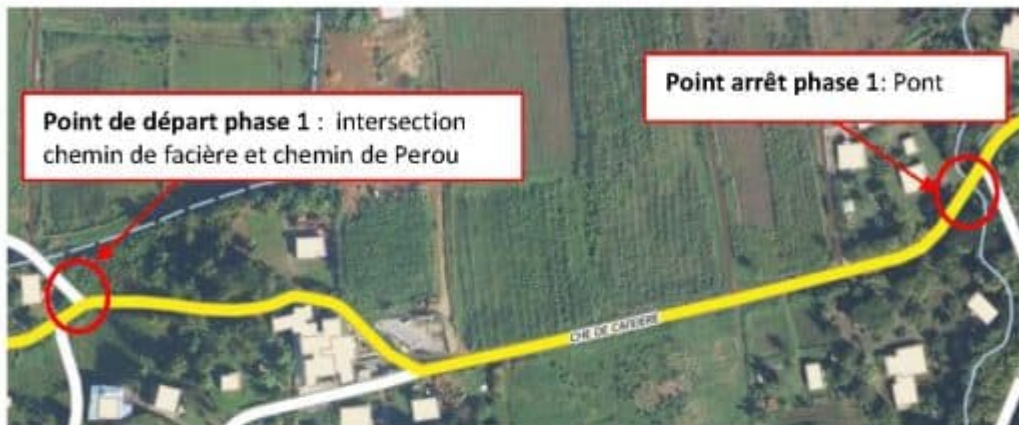 Point de départ phase 1 : intersection
chemin de facière et chemin de Perou
Point arrêt phase 1: Pont
CHE DE